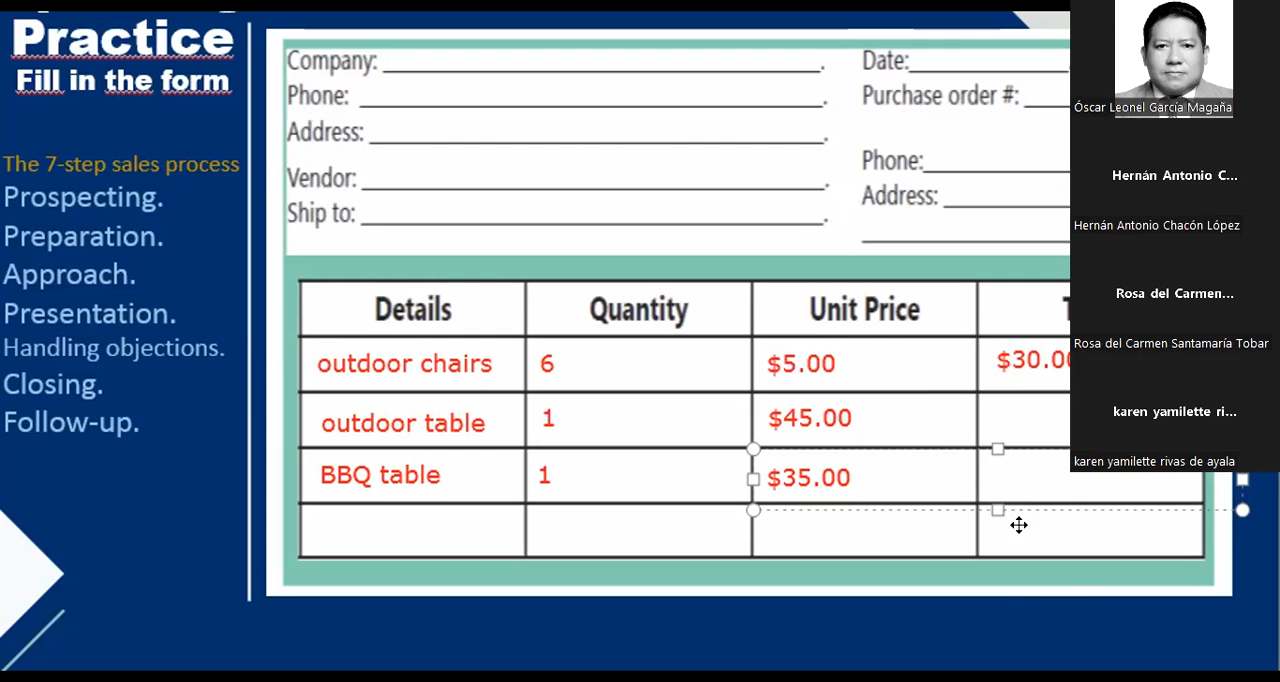 Practice
Fill in the form
The 7-step sales process
Prospecting.
Preparation.
Approach.
Presentation.
Handling objections.
Closing.
Follow-up.
Company: .
Phone: .
Address: .
Vendor: .
Ship to: .
Date:
Purchase order #:
Phone:
Address:
Details Quantity Unit Price
outdoor chairs 6 $5.00 $30.00
outdoor table 1 $45.00
BBQ table 1 $35.00
Óscar Leonel García Magaña
Hernán Antonio C...
Hernán Antonio Chacón López
Rosa del Carmen...
Rosa del Carmen Santamaría Tobar
karen yamilette ri...
karen yamilette rivas de ayala